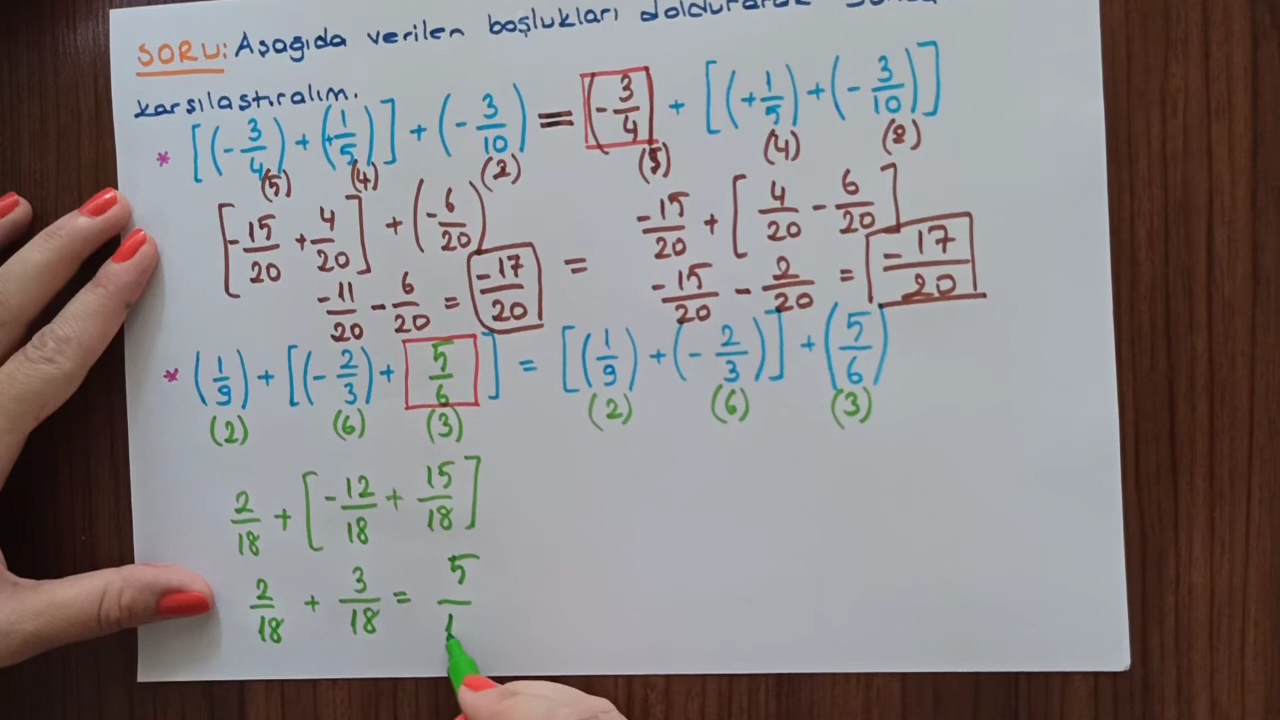 SORU: Aşağıda verilen boşlukları doldurarak
karşılaştıralım.
* [(-3/4) + (+1/5)] + (-3/10) = (-3/4) + [(+1/5) + (-3/10)]
(5) (4) (2) (5) (4) (2)
[-15/20 + 4/20] + (-6/20) = -15/20 + [4/20 - 6/20]
-11/20 - 6/20 = -17/20 -15/20 - 2/20 = -17/20
* (1/9) + [(-2/3) + 5/6] = [(1/9) + (-2/3)] + (5/6)
(2) (6) (3) (2) (6) (3)
2/18 + [-12/18 + 15/18]
2/18 + 3/18 = 5/1